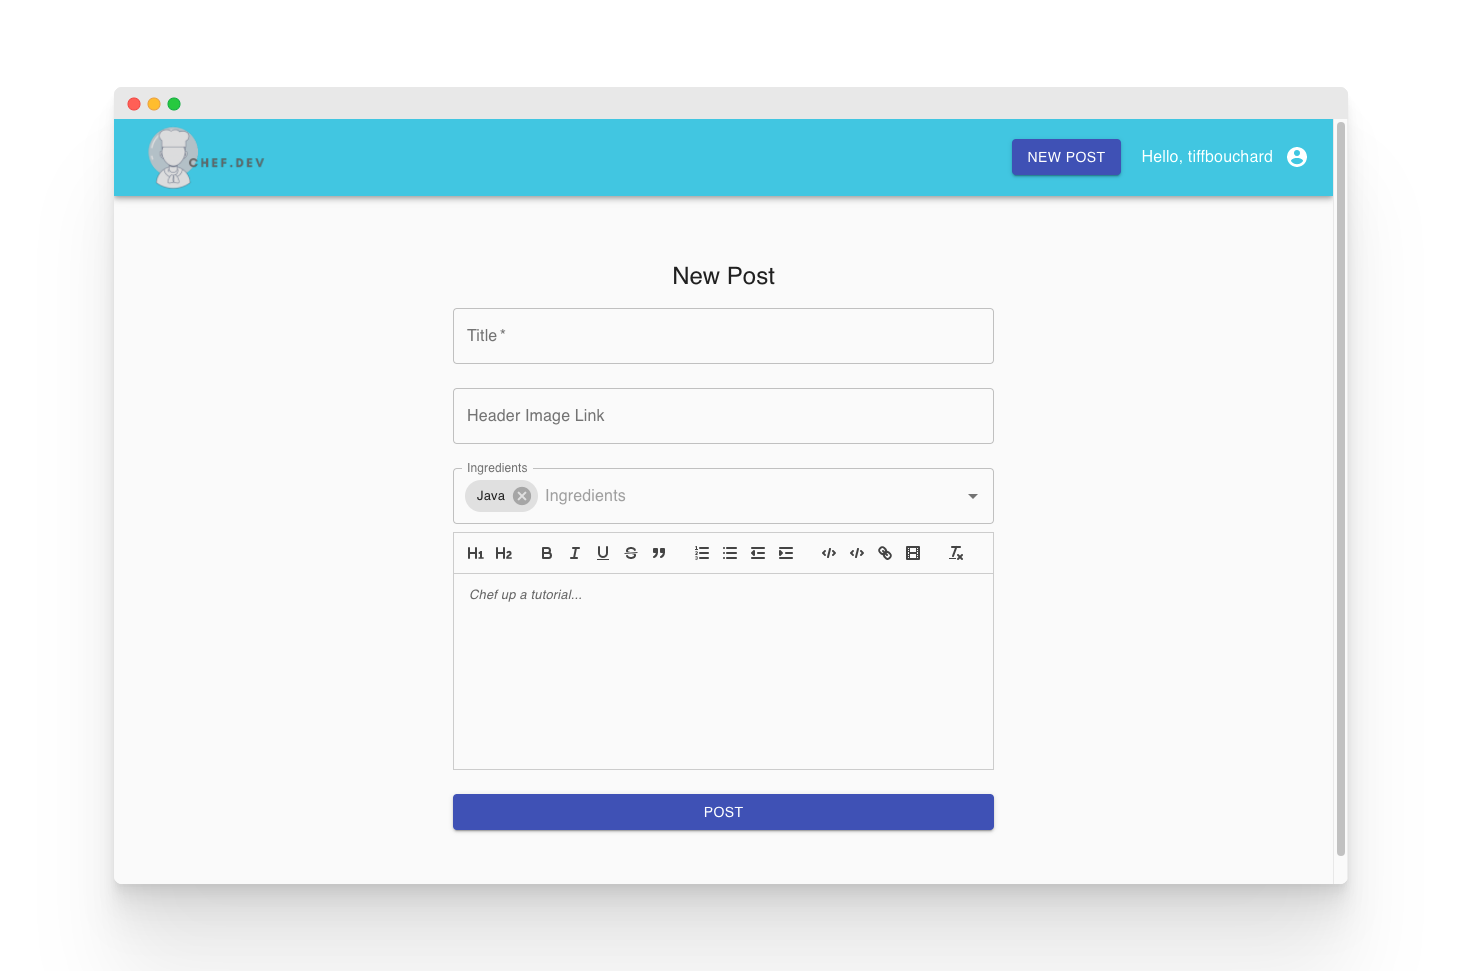 CHEF.DEV
NEW POST
Hello, tiffbouchard
New Post
Title *
Header Image Link
Ingredients
Java
Ingredients
H1 H2 B I U S
Chef up a tutorial...
POST